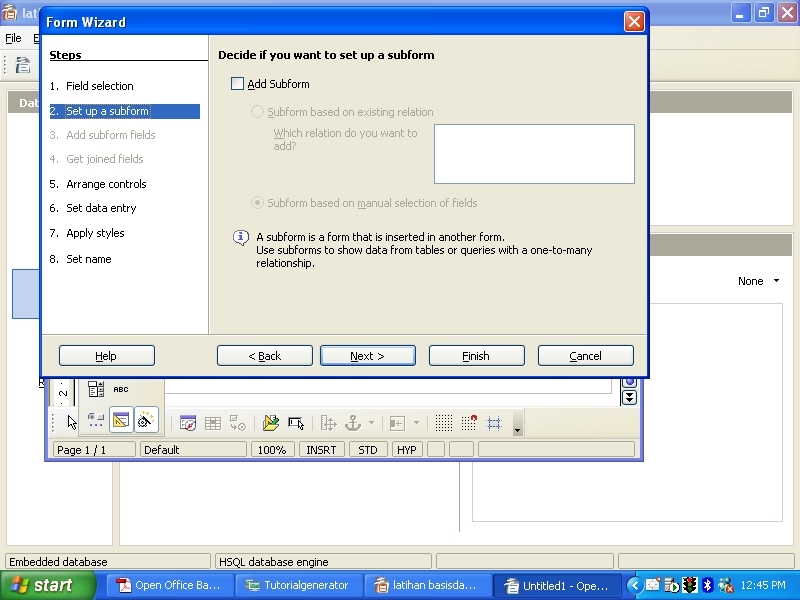 lati
Form Wizard
File
E
Dat
Steps
1. Field selection
2. Set up a subform
3. Add subform fields
4. Get joined fields
5. Arrange controls
6. Set data entry
7. Apply styles
8. Set name
Decide if you want to set up a subform
Add Subform
Subform based on existing relation
Which relation do you want to
add?
Subform based on manual selection of fields
A subform is a form that is inserted in another form.
Use subforms to show data from tables or queries with a one-to-many
relationship.
None
Help
< Back
Next >
Finish
Cancel
2
ABC
Page 1 / 1
Default
100%
INSRT
STD
HYP
Embedded database
HSQL database engine
start
Open Office Ba...
Tutorialgenerator
latihan basisda...
Untitled1 - Ope...
12:45 PM